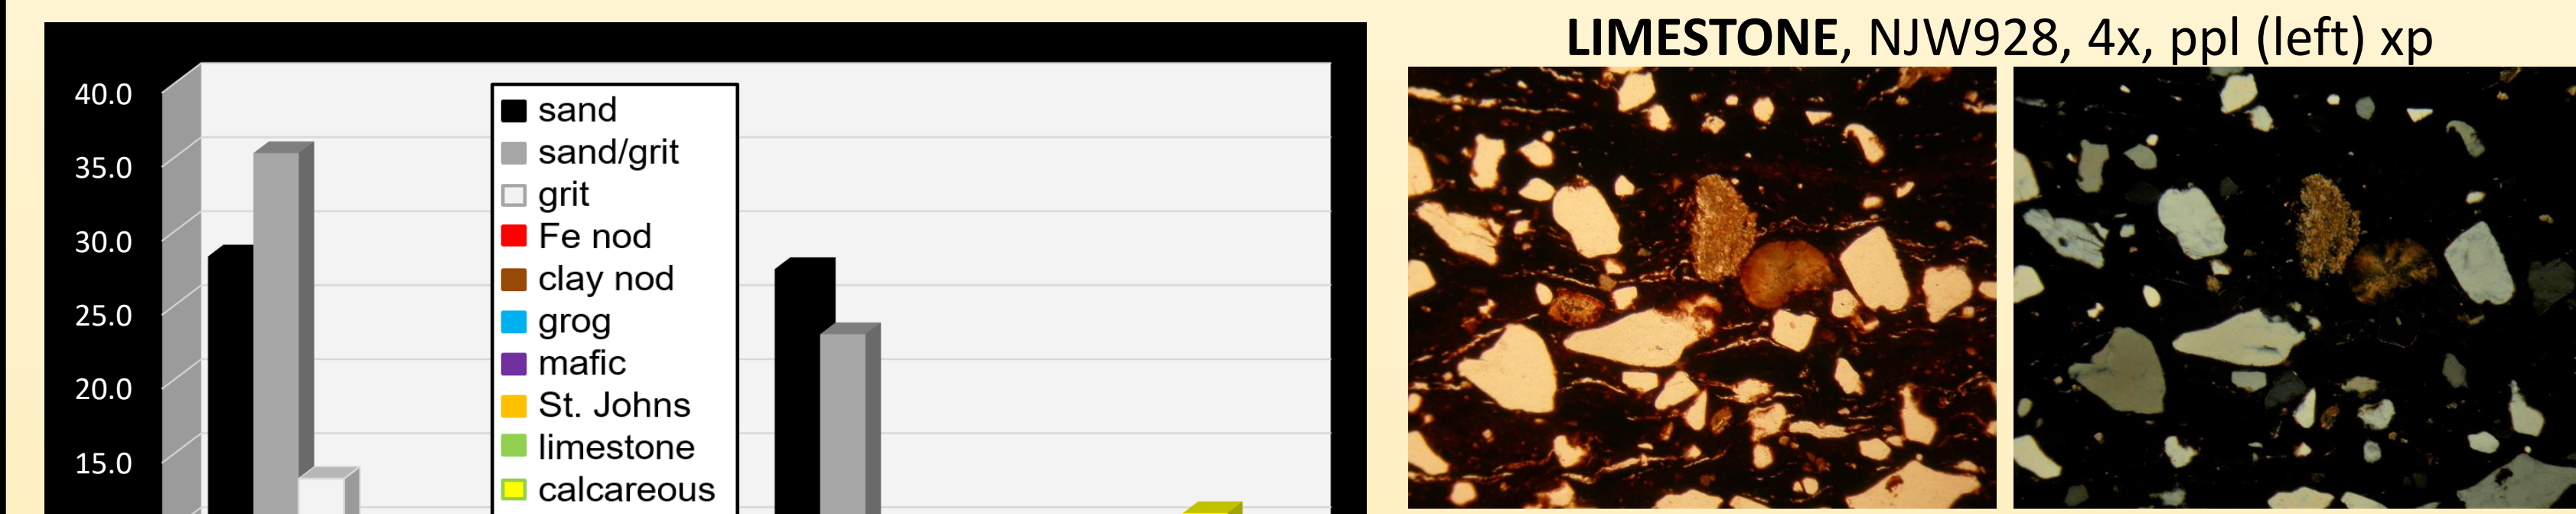 LIMESTONE, NJW928, 4x, ppl (left) xp
40.0
35.0
30.0
25.0
20.0
15.0
sand
sand/grit
grit
Fe nod
clay nod
grog
mafic
St. Johns
limestone
calcareous